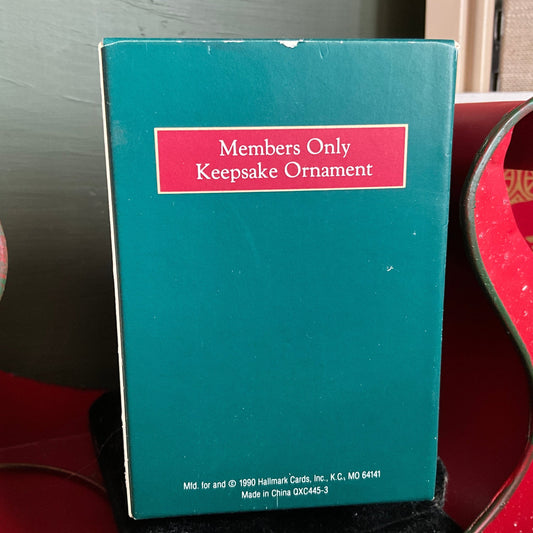 Members Only
Keepsake Ornament
Mfd. for and © 1990 Hallmark Cards, Inc., K.C., MO 64141
Made in China QXC445-3